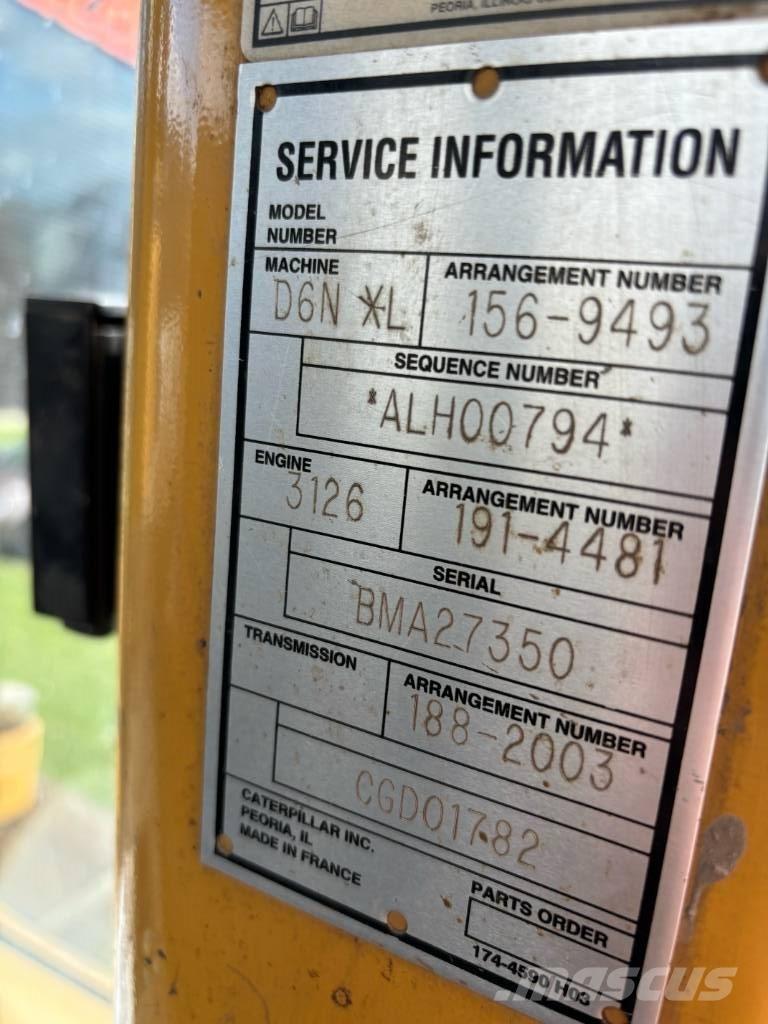 PEORIA, ILLINOIS
SERVICE INFORMATION
MODEL
NUMBER
MACHINE
D6N *L
ARRANGEMENT NUMBER
156-9493
SEQUENCE NUMBER
*ALH00794*
ENGINE
3126
ARRANGEMENT NUMBER
191-4481
SERIAL
BMA27350
TRANSMISSION
ARRANGEMENT NUMBER
188-2003
CGD01782
CATERPILLAR INC.
PEORIA, IL
MADE IN FRANCE
PARTS ORDER
174-4590/H03
mascus